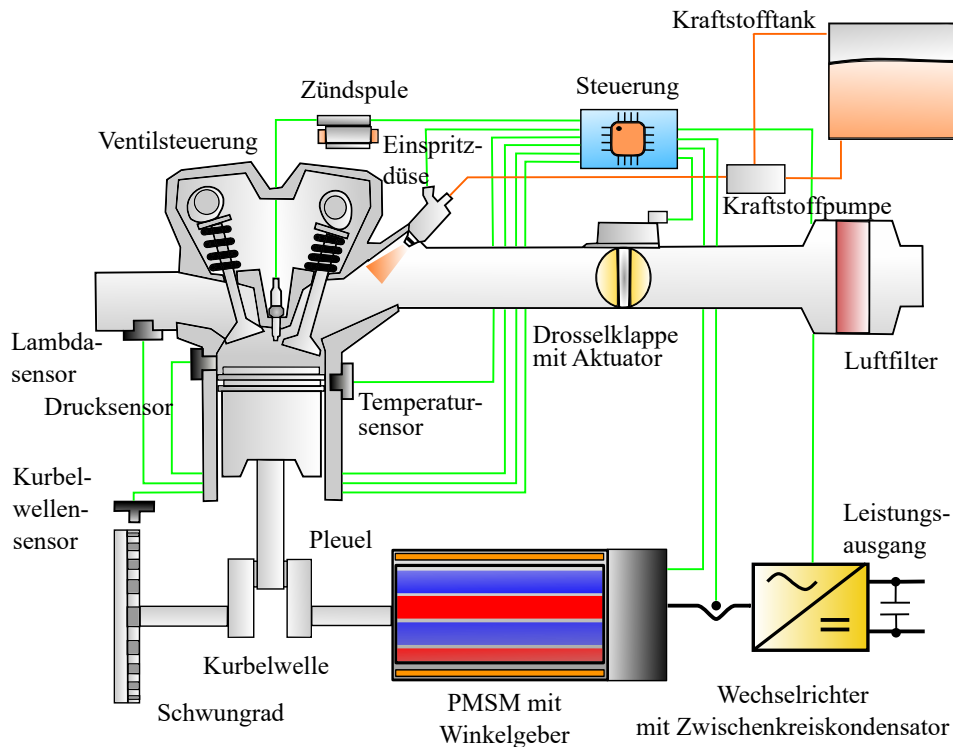 Kraftstofftank
Zündspule
Steuerung
Ventilsteuerung
Einspritz-
düse
Kraftstoffpumpe
Drosselklappe
mit Aktuator
Luftfilter
Lambda-
sensor
Drucksensor
Temperatur-
sensor
Kurbel-
wellen-
sensor
Pleuel
Leistungs-
ausgang
Kurbelwelle
Schwungrad
PMSM mit
Winkelgeber
Wechselrichter
mit Zwischenkreiskondensator